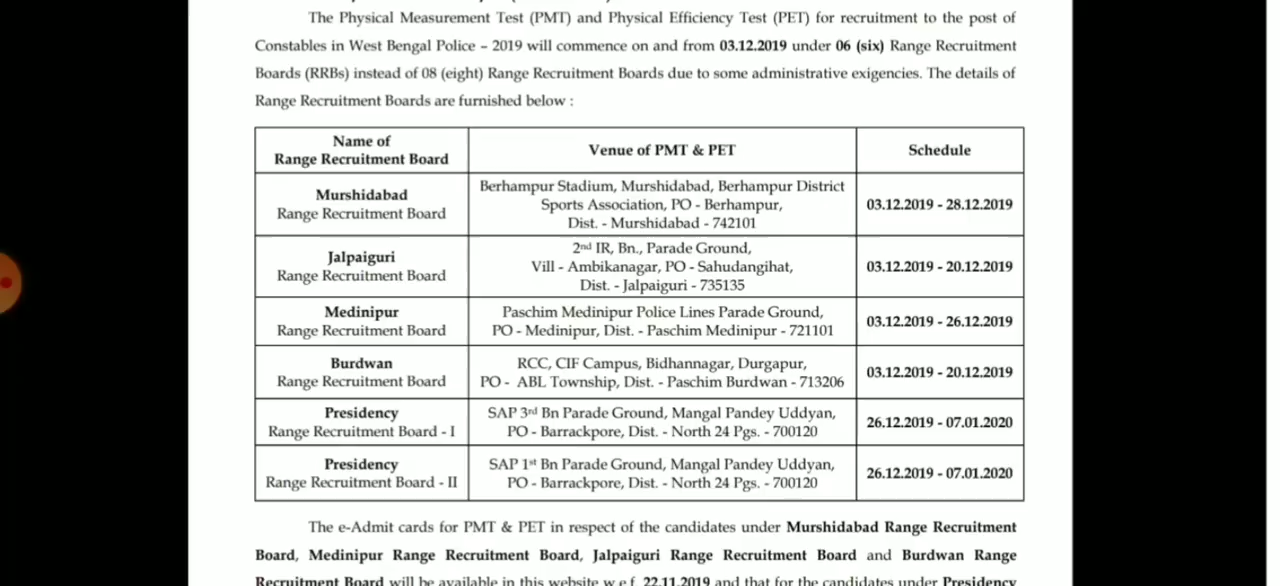 The Physical Measurement Test (PMT) and Physical Efficiency Test (PET) for recruitment to the post of
Constables in West Bengal Police – 2019 will commence on and from 03.12.2019 under 06 (six) Range Recruitment
Boards (RRBs) instead of 08 (eight) Range Recruitment Boards due to some administrative exigencies. The details of
Range Recruitment Boards are furnished below :
Name of
Range Recruitment Board
Venue of PMT & PET
Schedule
Murshidabad
Range Recruitment Board
Berhampur Stadium, Murshidabad, Berhampur District
Sports Association, PO - Berhampur,
Dist. - Murshidabad - 742101
03.12.2019 - 28.12.2019
Jalpaiguri
Range Recruitment Board
2nd IR, Bn., Parade Ground,
Vill - Ambikanagar, PO - Sahudangihat,
Dist. - Jalpaiguri - 735135
03.12.2019 - 20.12.2019
Medinipur
Range Recruitment Board
Paschim Medinipur Police Lines Parade Ground,
PO - Medinipur, Dist. - Paschim Medinipur - 721101
03.12.2019 - 26.12.2019
Burdwan
Range Recruitment Board
RCC, CIF Campus, Bidhannagar, Durgapur,
PO - ABL Township, Dist. - Paschim Burdwan - 713206
03.12.2019 - 20.12.2019
Presidency
Range Recruitment Board - I
SAP 3rd Bn Parade Ground, Mangal Pandey Uddyan,
PO - Barrackpore, Dist. - North 24 Pgs. - 700120
26.12.2019 - 07.01.2020
Presidency
Range Recruitment Board - II
SAP 1st Bn Parade Ground, Mangal Pandey Uddyan,
PO - Barrackpore, Dist. - North 24 Pgs. - 700120
26.12.2019 - 07.01.2020
The e-Admit cards for PMT & PET in respect of the candidates under Murshidabad Range Recruitment
Board, Medinipur Range Recruitment Board, Jalpaiguri Range Recruitment Board and Burdwan Range
Recruitment Board will be available in this website w.e.f. 22.11.2019 and that for the candidates under Presidency